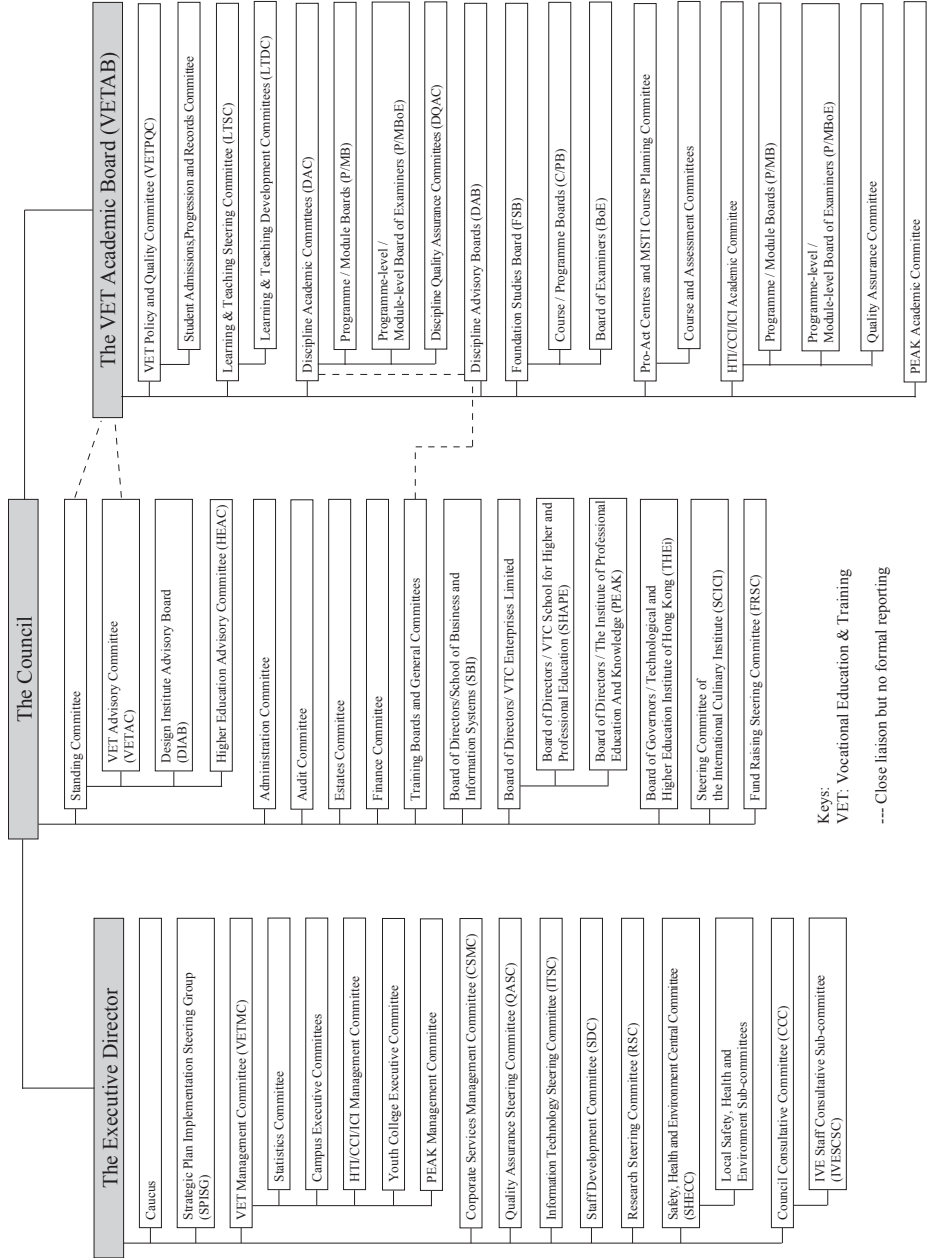 The Council
The Executive Director
Caucus
Strategic Plan Implementation Steering Group
(SPISG)
VET Management Committee (VETMC)
Statistics Committee
Campus Executive Committees
HTI/CCI/ICI Management Committee
Youth College Executive Committee
PEAK Management Committee
Corporate Services Management Committee (CSMC)
Quality Assurance Steering Committee (QASC)
Information Technology Steering Committee (ITSC)
Staff Development Committee (SDC)
Research Steering Committee (RSC)
Safety, Health and Environment Central Committee
(SHECC)
Local Safety, Health and
Environment Sub-committees
Council Consultative Committee (CCC)
IVE Staff Consultative Sub-committee
(IVESCSC)
Standing Committee
VET Advisory Committee
(VETAC)
Design Institute Advisory Board
(DIAB)
Higher Education Advisory Committee (HEAC)
Administration Committee
Audit Committee
Estates Committee
Finance Committee
Training Boards and General Committees
Board of Directors/School of Business and
Information Systems (SBI)
Board of Directors/ VTC Enterprises Limited
Board of Directors / VTC School for Higher and
Professional Education (SHAPE)
Board of Directors / The Institute of Professional
Education And Knowledge (PEAK)
Board of Governors / Technological and
Higher Education Institute of Hong Kong (THEi)
Steering Committee of
the International Culinary Institute (SCICI)
Fund Raising Steering Committee (FRSC)
The VET Academic Board (VETAB)
VET Policy and Quality Committee (VETPQC)
Student Admissions,Progression and Records Committee
Learning & Teaching Steering Committee (LTSC)
Learning & Teaching Development Committees (LTDC)
Discipline Academic Committees (DAC)
Programme / Module Boards (P/MB)
Programme-level /
Module-level Board of Examiners (P/MBoE)
Discipline Quality Assurance Committees (DQAC)
Discipline Advisory Boards (DAB)
Foundation Studies Board (FSB)
Course / Programme Boards (C/PB)
Board of Examiners (BoE)
Pro-Act Centres and MSTI Course Planning Committee
Course and Assessment Committees
HTI/CCI/ICI Academic Committee
Programme / Module Boards (P/MB)
Programme-level /
Module-level Board of Examiners (P/MBoE)
Quality Assurance Committee
PEAK Academic Committee
Keys:
VET: Vocational Education & Training
--- Close liaison but no formal reporting